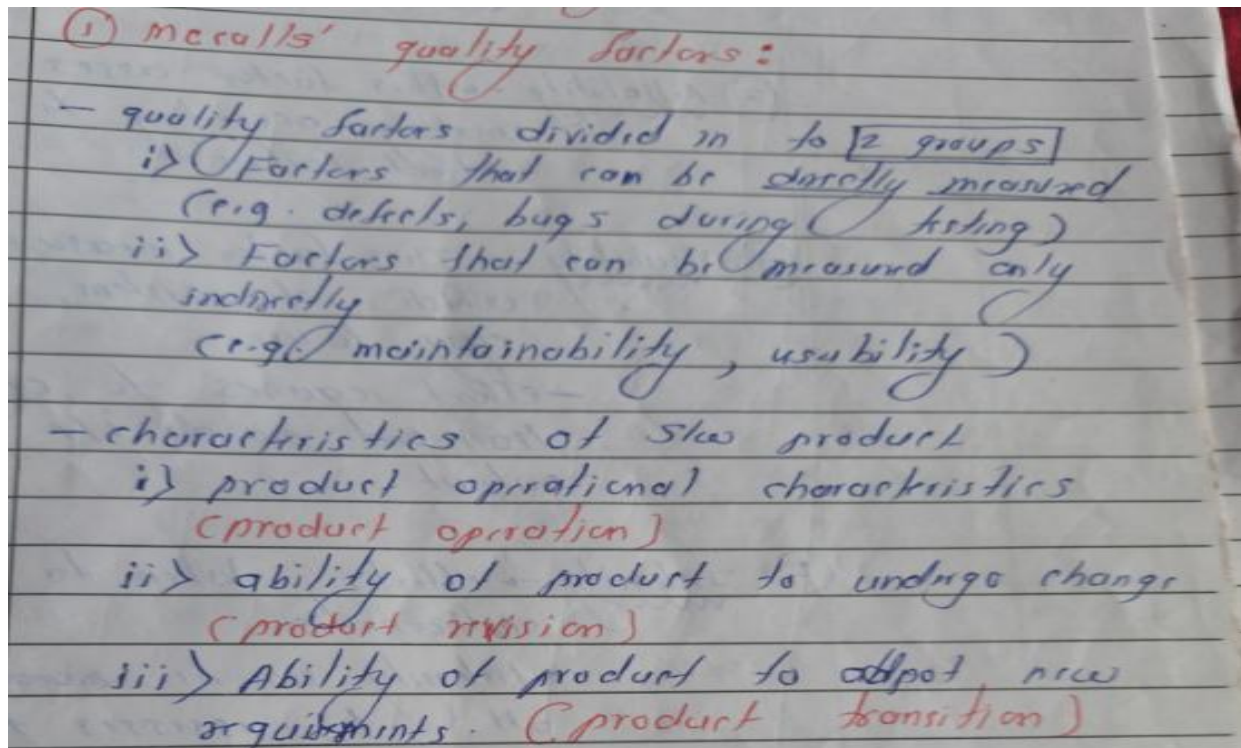 ① mccalls' quality factors:
- quality factors divided in to 2 groups
i> Factors that can be directly measured
(e.g. defects, bugs during testing)
ii> Factors that can be measured only
indirectly
(e.g. maintainability, usability)
- characteristics of S/w product
i> product operational characteristics
(product operation)
ii> ability of product to undergo change
(product revision)
iii> Ability of product to adpot new
requirments. (product transition)